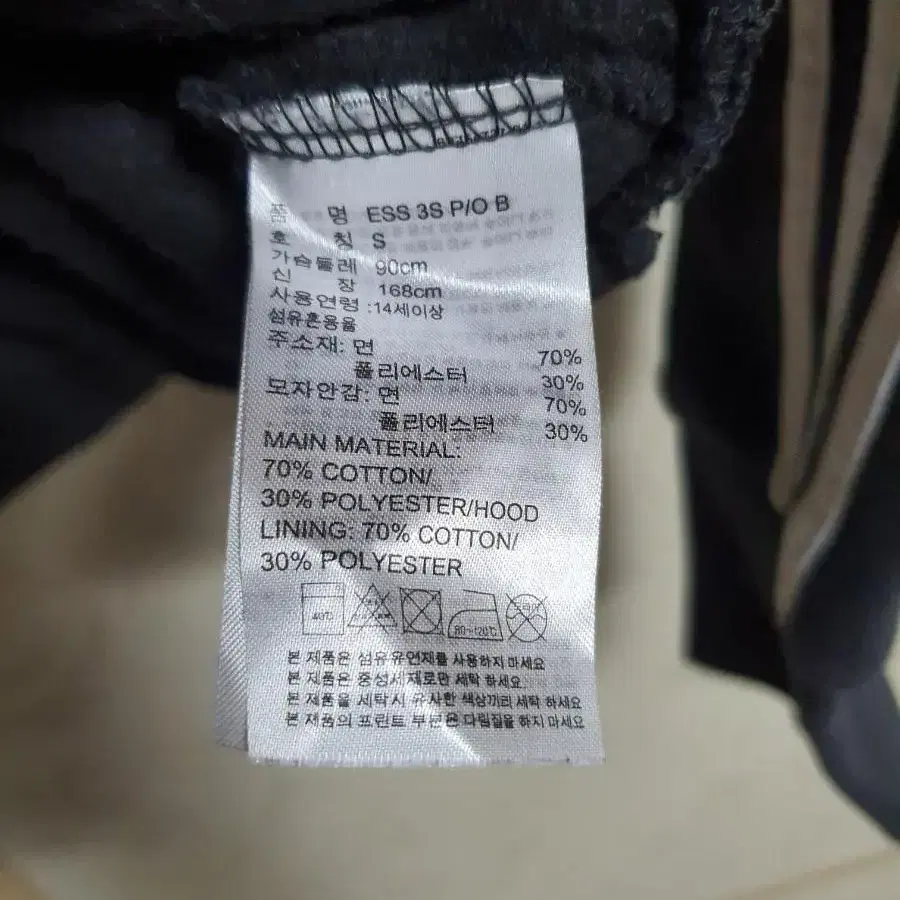 품 명 ESS 3S P/O B
호 칭 S
가슴둘레 90cm
신 장 168cm
사용연령 :14세이상
섬유혼용율
주소재: 면 70%
폴리에스터 30%
모자안감: 면 70%
폴리에스터 30%
MAIN MATERIAL:
70% COTTON/
30% POLYESTER/HOOD
LINING: 70% COTTON/
30% POLYESTER
40℃ 80~120℃
본 제품은 섬유유연제를 사용하지 마세요
본 제품은 중성세제로만 세탁 하세요
본 제품을 세탁시 유사한 색상끼리 세탁 하세요
본 제품의 프린트 부분은 다림질을 하지 마세요